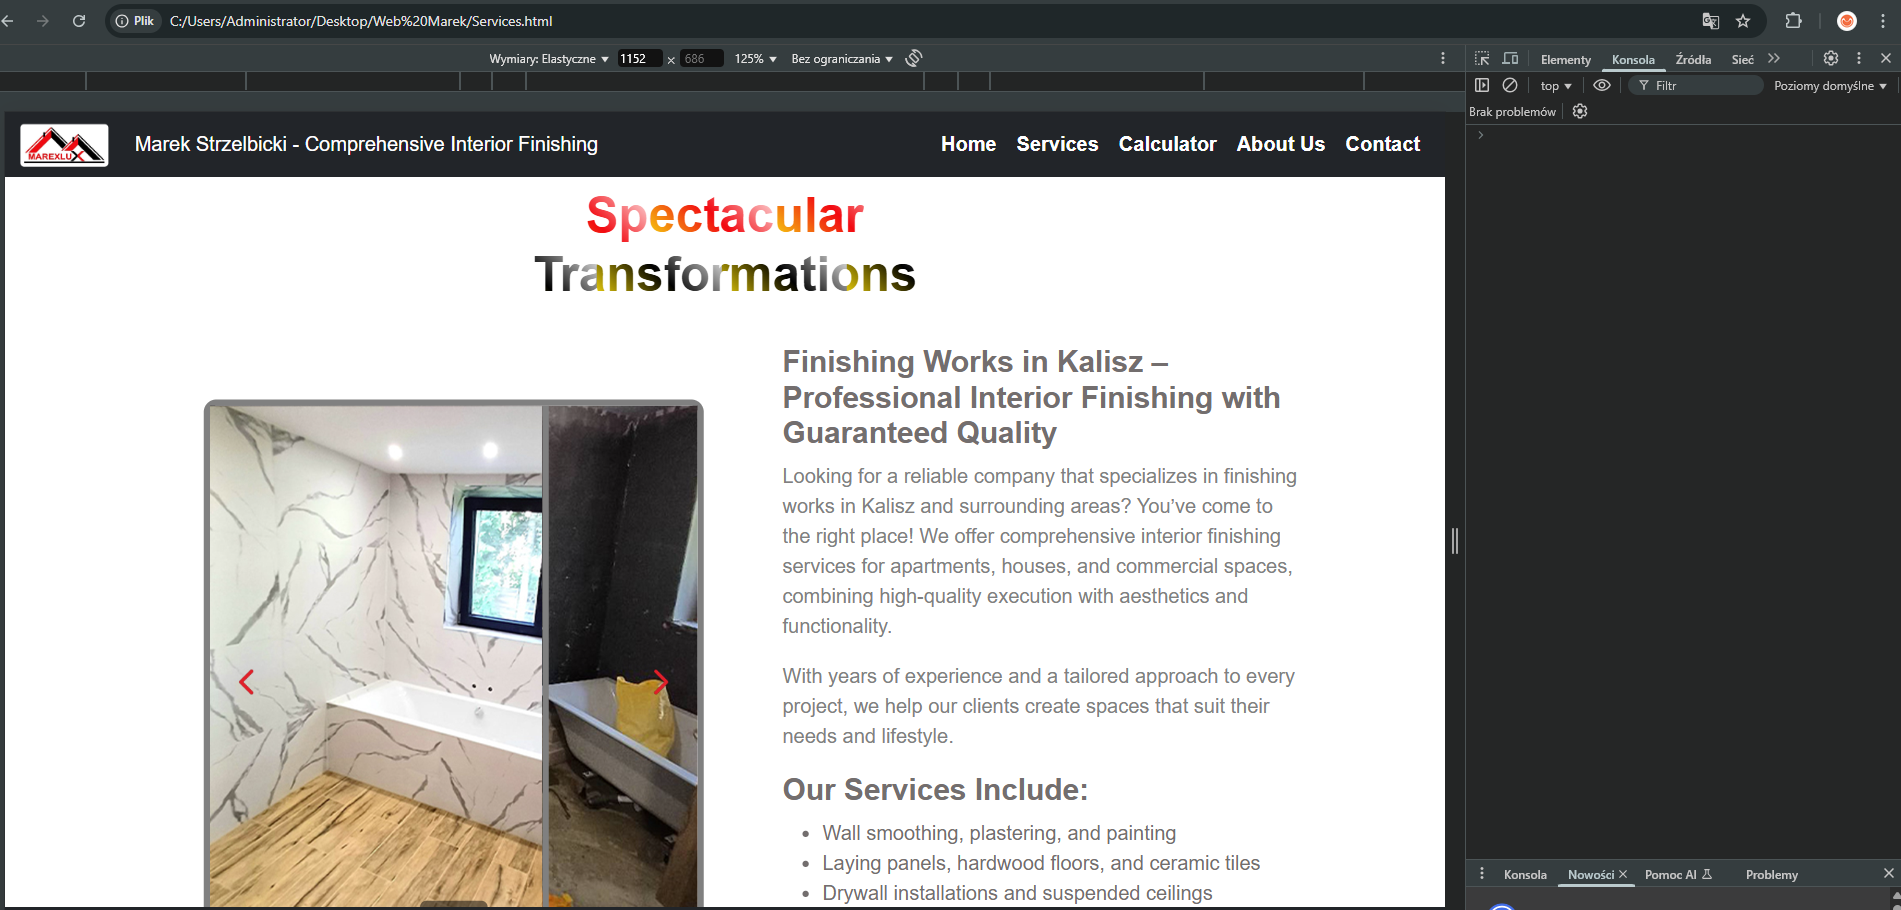 Plik
C:/Users/Administrator/Desktop/Web%20Marek/Services.html
Wymiary: Elastyczne 1152 × 686 125% Bez ograniczania
Elementy Konsola Źródła Sieć
top Filtr Poziomy domyślne
Brak problemów
MAREXLUX
Marek Strzelbicki - Comprehensive Interior Finishing
Home Services Calculator About Us Contact
Spectacular
Transformations
Finishing Works in Kalisz –
Professional Interior Finishing with
Guaranteed Quality
Looking for a reliable company that specializes in finishing
works in Kalisz and surrounding areas? You’ve come to
the right place! We offer comprehensive interior finishing
services for apartments, houses, and commercial spaces,
combining high-quality execution with aesthetics and
functionality.
With years of experience and a tailored approach to every
project, we help our clients create spaces that suit their
needs and lifestyle.
Our Services Include:
• Wall smoothing, plastering, and painting
• Laying panels, hardwood floors, and ceramic tiles
• Drywall installations and suspended ceilings
Konsola Nowości Pomoc AI Problemy